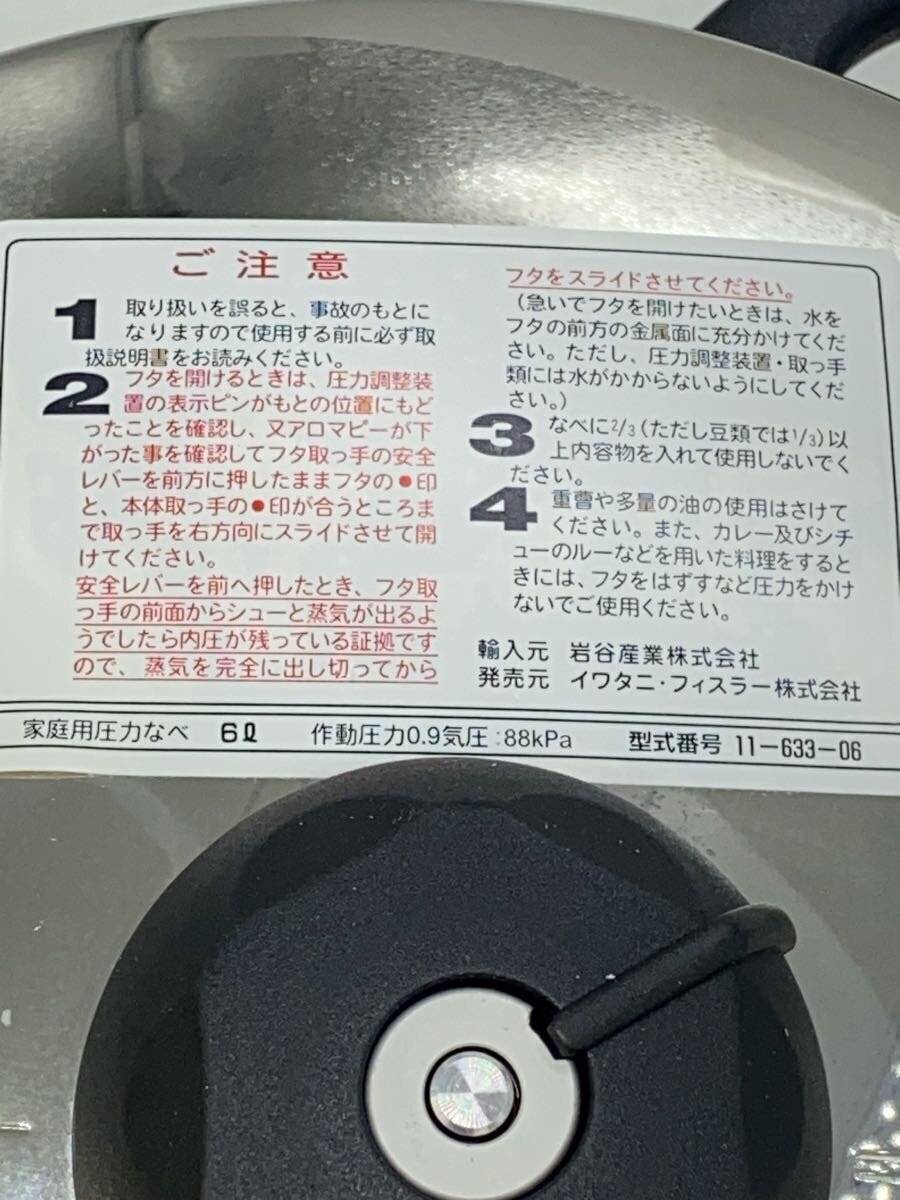 ご注意
1 取り扱いを誤ると、事故のもとに
なりますので使用する前に必ず取
扱説明書をお読みください。
2 フタを開けるときは、圧力調整装
置の表示ピンがもとの位置にもど
ったことを確認し、又アロマピーが下
がった事を確認してフタ取っ手の安全
レバーを前方に押したままフタの●印
と、本体取っ手の●印が合うところま
で取っ手を右方向にスライドさせて開
けてください。
安全レバーを前へ押したとき、フタ取
っ手の前面からシューと蒸気が出るよ
うでしたら内圧が残っている証拠です
ので、蒸気を完全に出し切ってから
フタをスライドさせてください。
(急いでフタを開けたいときは、水を
フタの前方の金属面に充分かけてくだ
さい。ただし、圧力調整装置・取っ手
類には水がかからないようにしてくだ
さい。)
3 なべに2/3(ただし豆類では1/3)以
上内容物を入れて使用しないでく
ださい。
4 重曹や多量の油の使用はさけて
ください。また、カレー及びシチ
ューのルーなどを用いた料理をすると
きには、フタをはずすなど圧力をかけ
ないでご使用ください。
輸入元 岩谷産業株式会社
発売元 イワタニ・フィスラー株式会社
家庭用圧力なべ 6ℓ 作動圧力0.9気圧:88kPa 型式番号 11-633-06